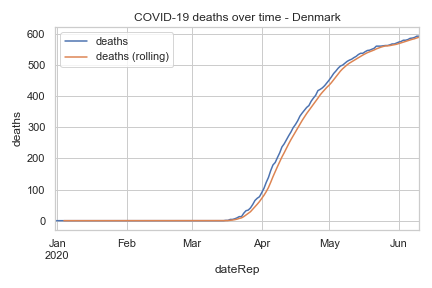 COVID-19 deaths over time - Denmark
deaths
deaths (rolling)
600
500
400
300
200
100
0
deaths
Jan
2020
Feb
Mar
Apr
May
Jun
dateRep